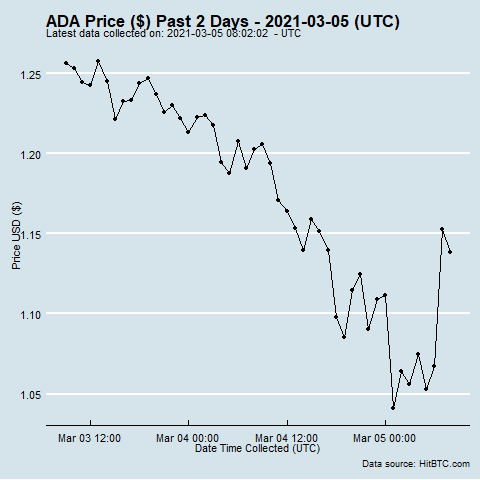 ADA Price ($) Past 2 Days - 2021-03-05 (UTC)
Latest data collected on: 2021-03-05 08:02:02 - UTC
1.25
1.20
1.15
1.10
1.05
Price USD ($)
Mar 03 12:00 Mar 04 00:00 Mar 04 12:00 Mar 05 00:00
Date Time Collected (UTC)
Data source: HitBTC.com